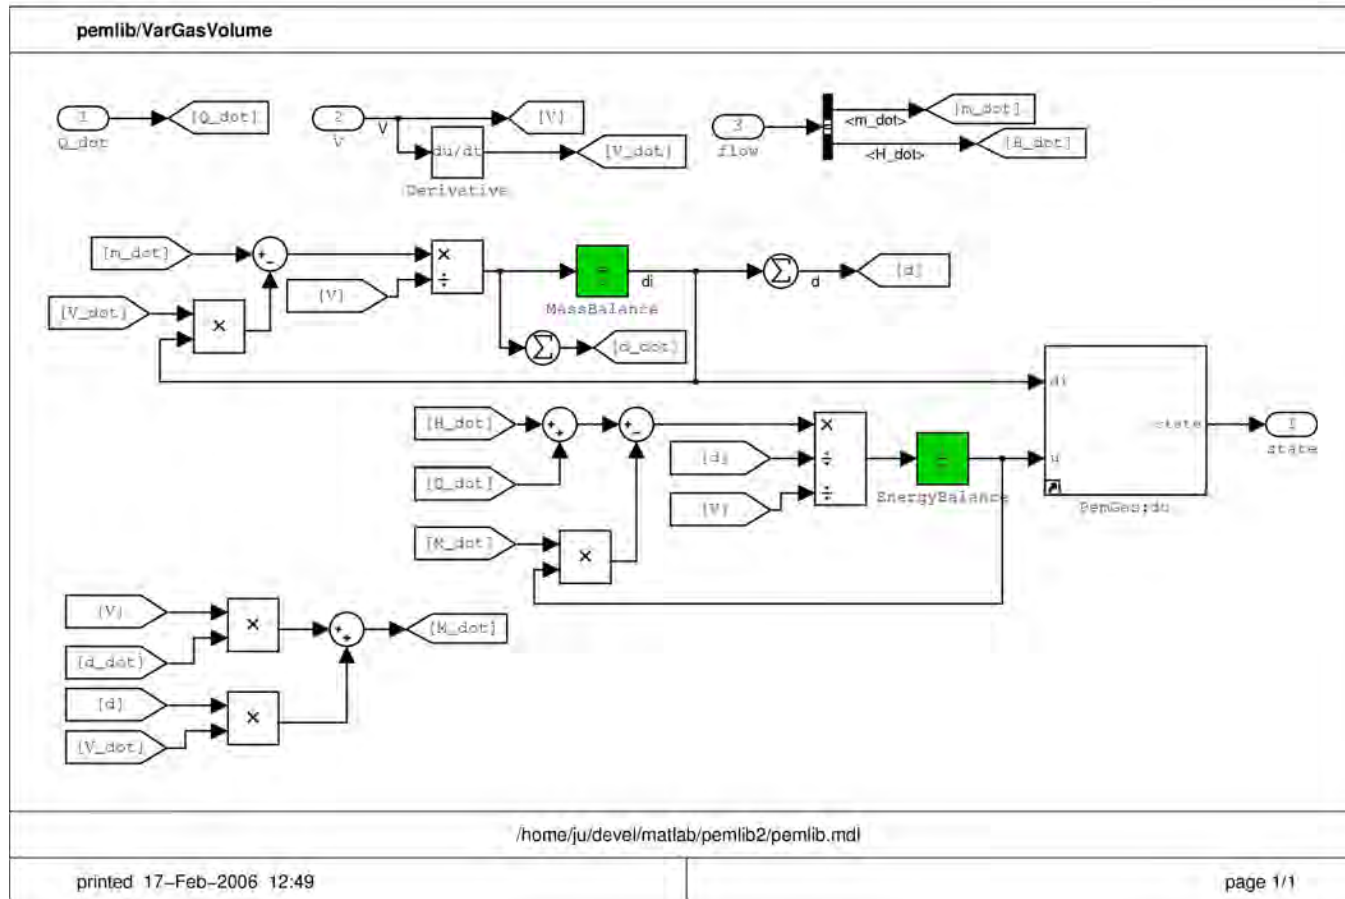 pemlib/VarGasVolume
1
Q_dot
[Q_dot]
2
V
V
[V]
du/dt
Derivative
[V_dot]
3
flow
<m_dot>
[m_dot]
<H_dot>
[H_dot]
[m_dot]
+ −
[V_dot]
×
[V]
×
÷
=
MassBalance
di
Σ
d
[d]
Σ
[d_dot]
[H_dot]
+ +
+ −
[Q_dot]
[M_dot]
×
[d]
[V]
×
÷
÷
=
EnergyBalance
di
u
state
PemGas;du
1
state
[V]
[d_dot]
×
+ +
[M_dot]
[d]
[V_dot]
×
/home/ju/devel/matlab/pemlib2/pemlib.mdl
printed 17−Feb−2006 12:49
page 1/1